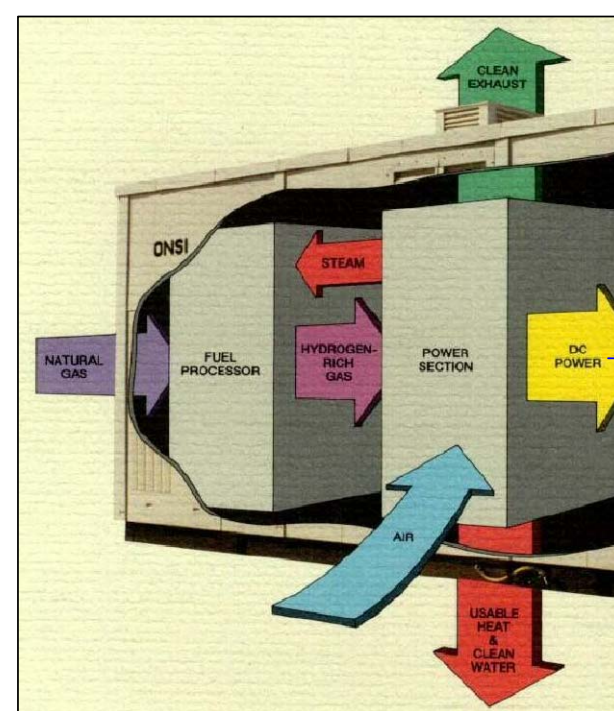 CLEAN
EXHAUST
ONSI
STEAM
NATURAL
GAS
FUEL
PROCESSOR
HYDROGEN-
RICH
GAS
POWER
SECTION
DC
POWER
AIR
USABLE
HEAT
&
CLEAN
WATER